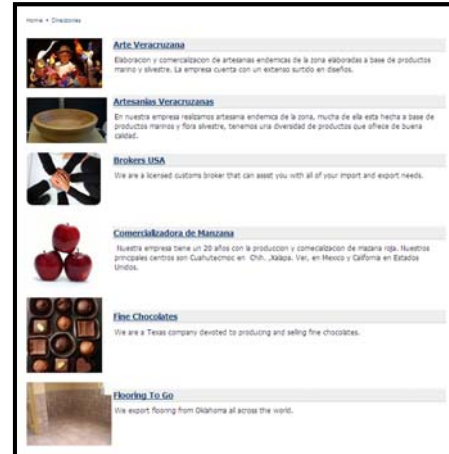 Home • Directories
Arte Veracruzana
Elaboracion y comercializacion de artesanias endemicas de la zona elaboradas a base de productos
marino y silvestre. La empresa cuenta con un extenso surtido en diseños.
Artesanias Veracruzanas
En nuestra empresa realizamos artesania endemica de la zona, mucha de ella esta hecha a base de
productos marinos y flora silvestre, tenemos una diversidad de productos que ofrece de buena
calidad.
Brokers USA
We are a licensed customs broker that can assist you with all of your import and export needs.
Comercializadora de Manzana
Nuestra empresa tiene un 20 años con la produccion y comecalizacion de mazana roja. Nuestros
principales centros son Cuahutecmoc en Chih. ,Xalapa. Ver, en Mexico y California en Estados
Unidos.
Fine Chocolates
We are a Texas company devoted to producing and selling fine chocolates.
Flooring To Go
We export flooring from Oklahoma all across the world.